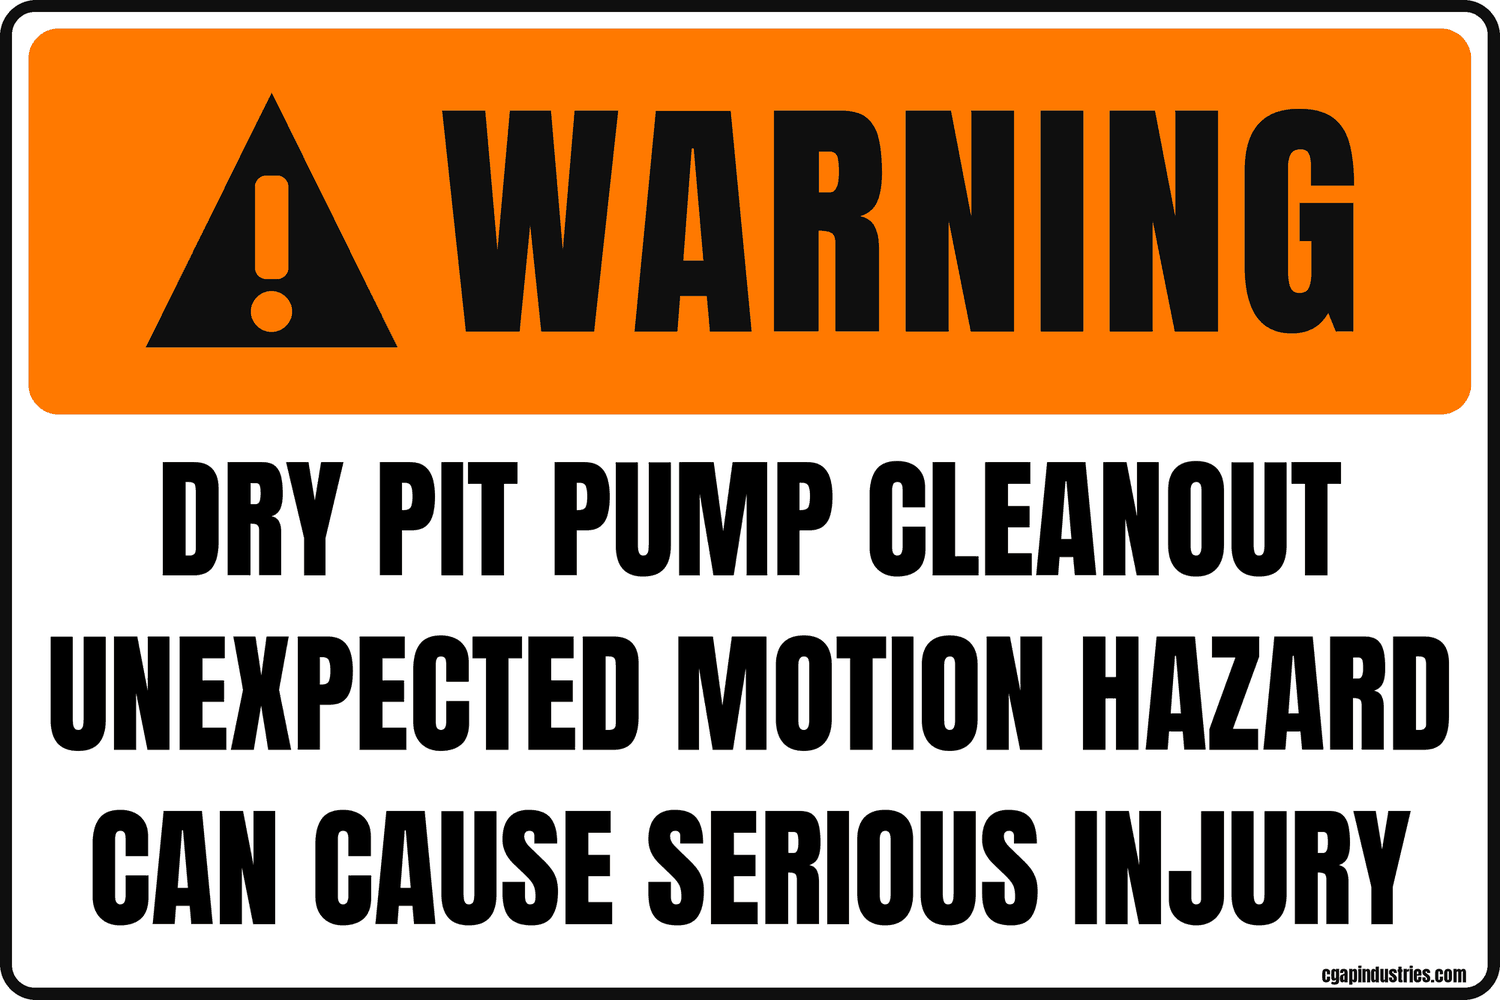 WARNING
DRY PIT PUMP CLEANOUT
UNEXPECTED MOTION HAZARD
CAN CAUSE SERIOUS INJURY
cgapindustries.com